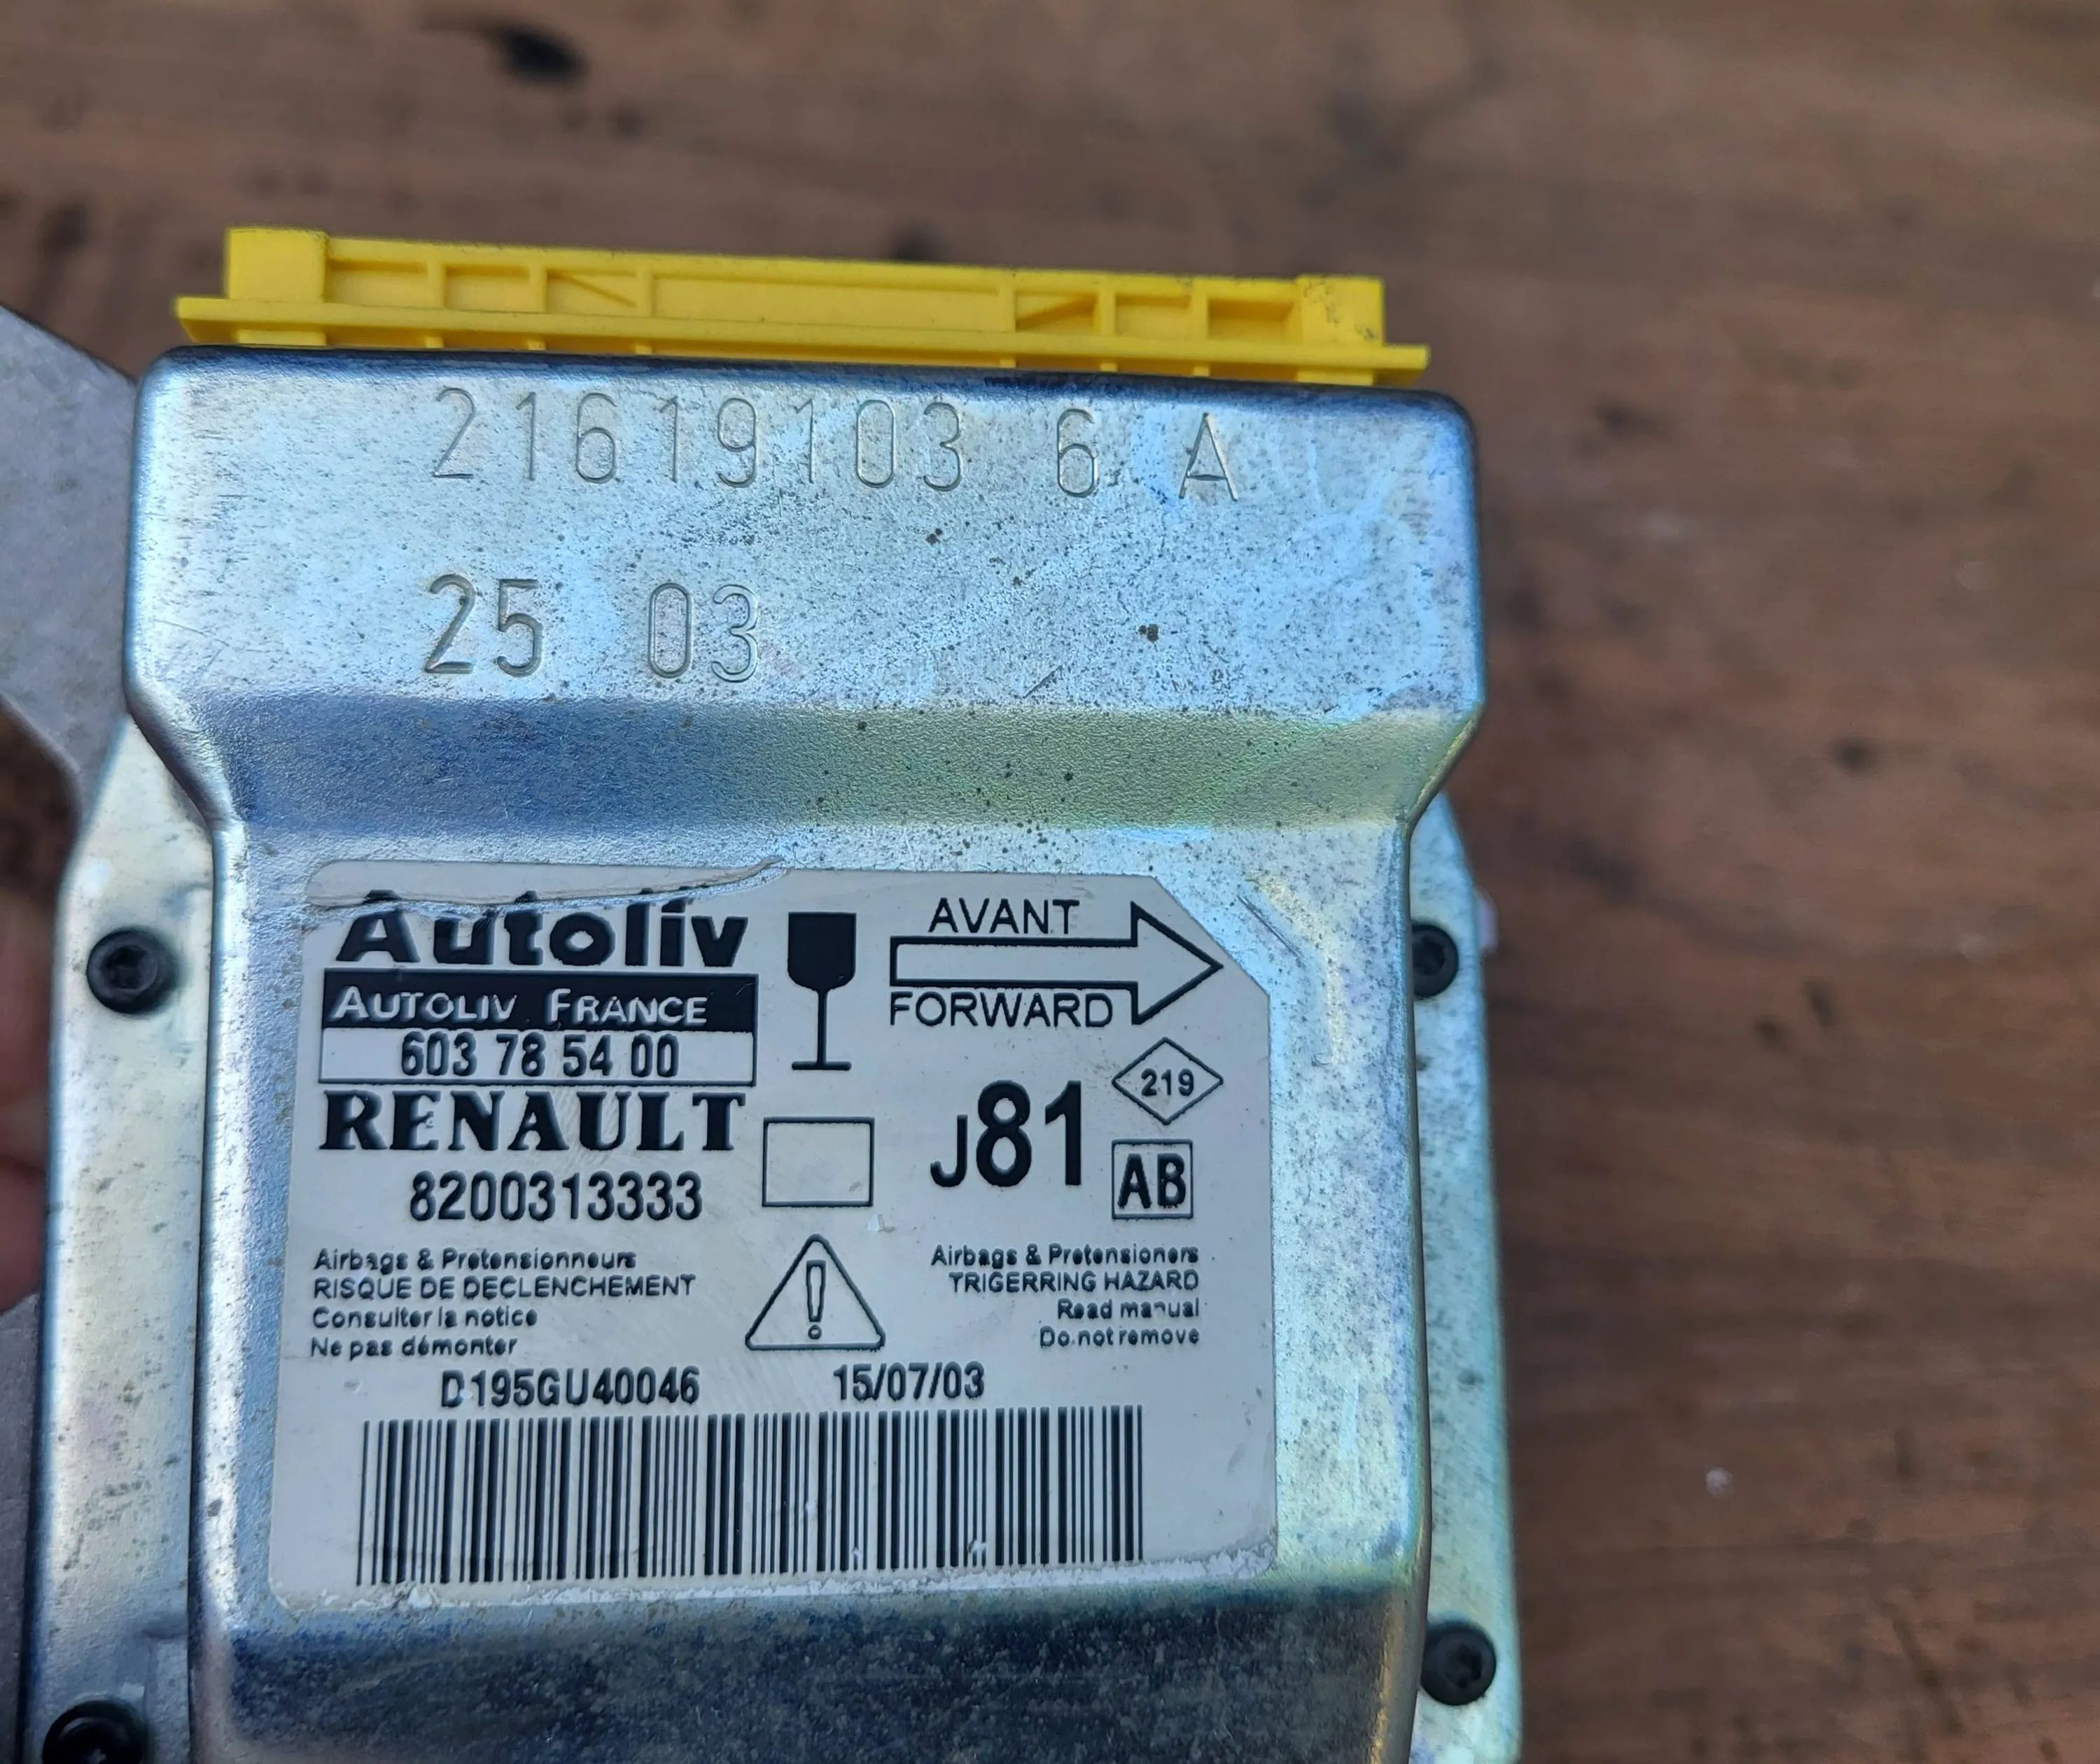 21619103 6 A
25 03
Autoliv
AUTOLIV FRANCE
603 78 54 00
RENAULT
8200313333
AVANT
FORWARD
219
J81
AB
Airbags & Pretensionneurs
RISQUE DE DECLENCHEMENT
Consulter la notice
Ne pas démonter
!
Airbags & Pretensioners
TRIGERRING HAZARD
Read manual
Do not remove
D195GU40046 15/07/03